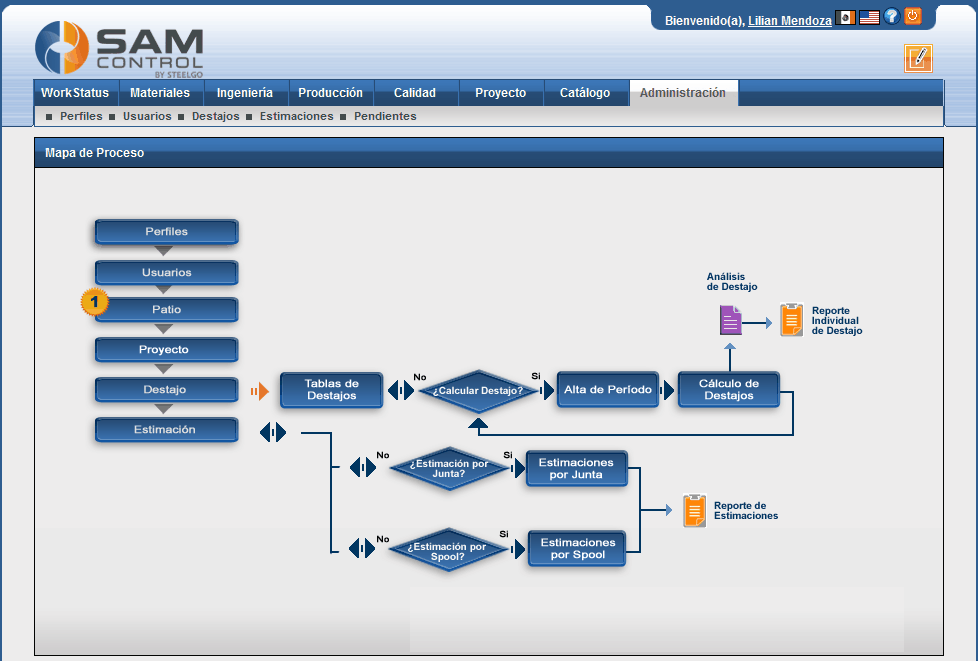 Bienvenido(a), Lilian Mendoza
SAM
CONTROL
BY STEELGO
WorkStatus
Materiales
Ingeniería
Producción
Calidad
Proyecto
Catálogo
Administración
Perfiles
Usuarios
Destajos
Estimaciones
Pendientes
Mapa de Proceso
Perfiles
Usuarios
1
Patio
Proyecto
Destajo
Estimación
Tablas de
Destajos
No
¿Calcular Destajo?
Si
Alta de Período
Cálculo de
Destajos
Análisis
de Destajo
Reporte
Individual
de Destajo
No
¿Estimación por
Junta?
Si
Estimaciones
por Junta
No
¿Estimación por
Spool?
Si
Estimaciones
por Spool
Reporte de
Estimaciones